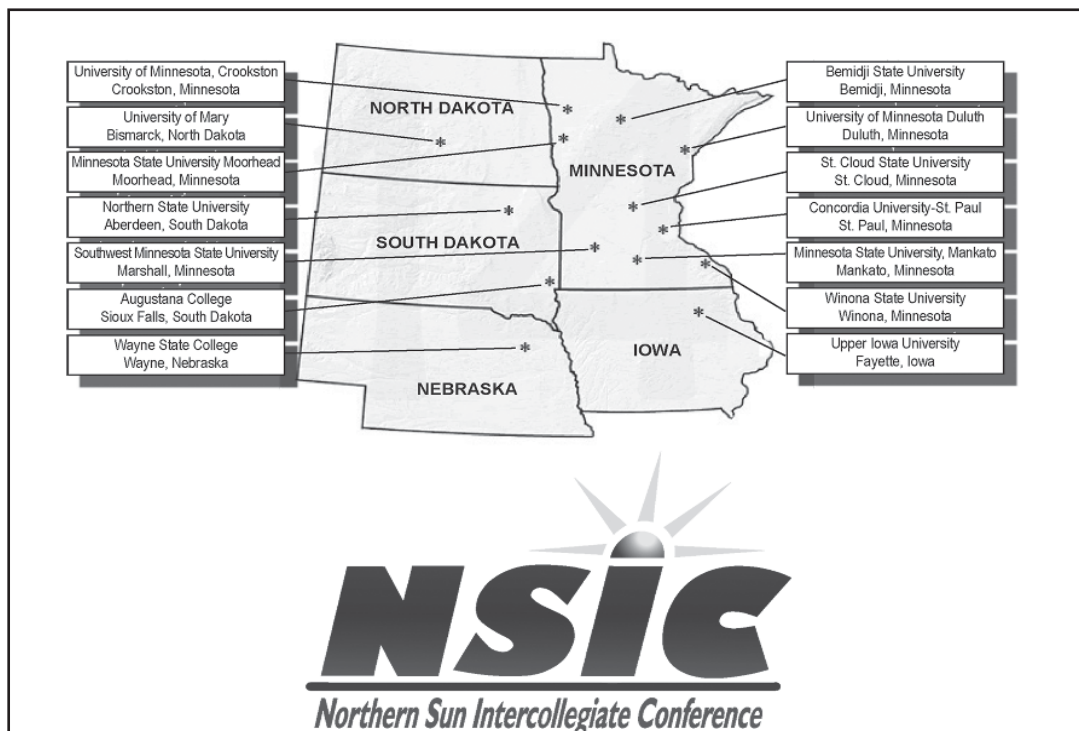 University of Minnesota, Crookston
Crookston, Minnesota
University of Mary
Bismarck, North Dakota
Minnesota State University Moorhead
Moorhead, Minnesota
Northern State University
Aberdeen, South Dakota
Southwest Minnesota State University
Marshall, Minnesota
Augustana College
Sioux Falls, South Dakota
Wayne State College
Wayne, Nebraska
NORTH DAKOTA
MINNESOTA
SOUTH DAKOTA
IOWA
NEBRASKA
Bemidji State University
Bemidji, Minnesota
University of Minnesota Duluth
Duluth, Minnesota
St. Cloud State University
St. Cloud, Minnesota
Concordia University-St. Paul
St. Paul, Minnesota
Minnesota State University, Mankato
Mankato, Minnesota
Winona State University
Winona, Minnesota
Upper Iowa University
Fayette, Iowa
NSIC
Northern Sun Intercollegiate Conference